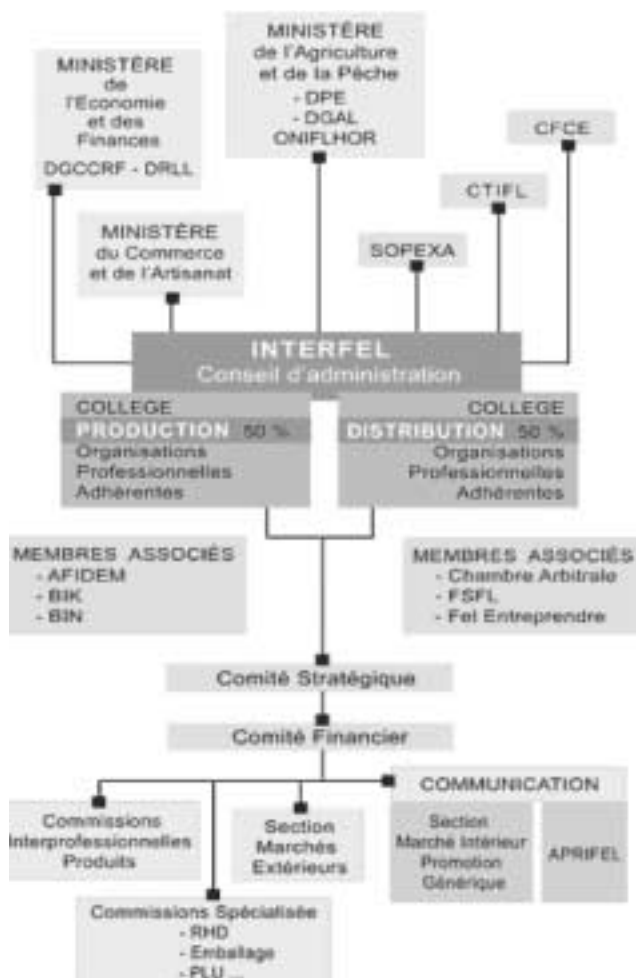 MINISTÈRE
de
l'Économie
et des
Finances
DGCCRF - DRLL
MINISTÈRE
de l'Agriculture
et de la Pêche
- DPE
- DGAL
ONIFLHOR
CFCE
CTIFL
MINISTÈRE
du Commerce
et de l'Artisanat
SOPEXA
INTERFEL
Conseil d'administration
COLLEGE
PRODUCTION 50 %
Organisations
Professionnelles
Adhérentes
COLLEGE
DISTRIBUTION 50 %
Organisations
Professionnelles
Adhérentes
MEMBRES ASSOCIÉS
- AFIDEM
- BIK
- BIN
MEMBRES ASSOCIÉS
- Chambre Arbitrale
- FSFL
- Fel Entreprendre
Comité Stratégique
Comité Financier
Commissions
Interprofessionnelles
Produits
Section
Marchés
Extérieurs
COMMUNICATION
Section
Marché Intérieur
Promotion
Générique
APRIFEL
Commissions Spécialisée
- RHD
- Emballage
- PLU ...